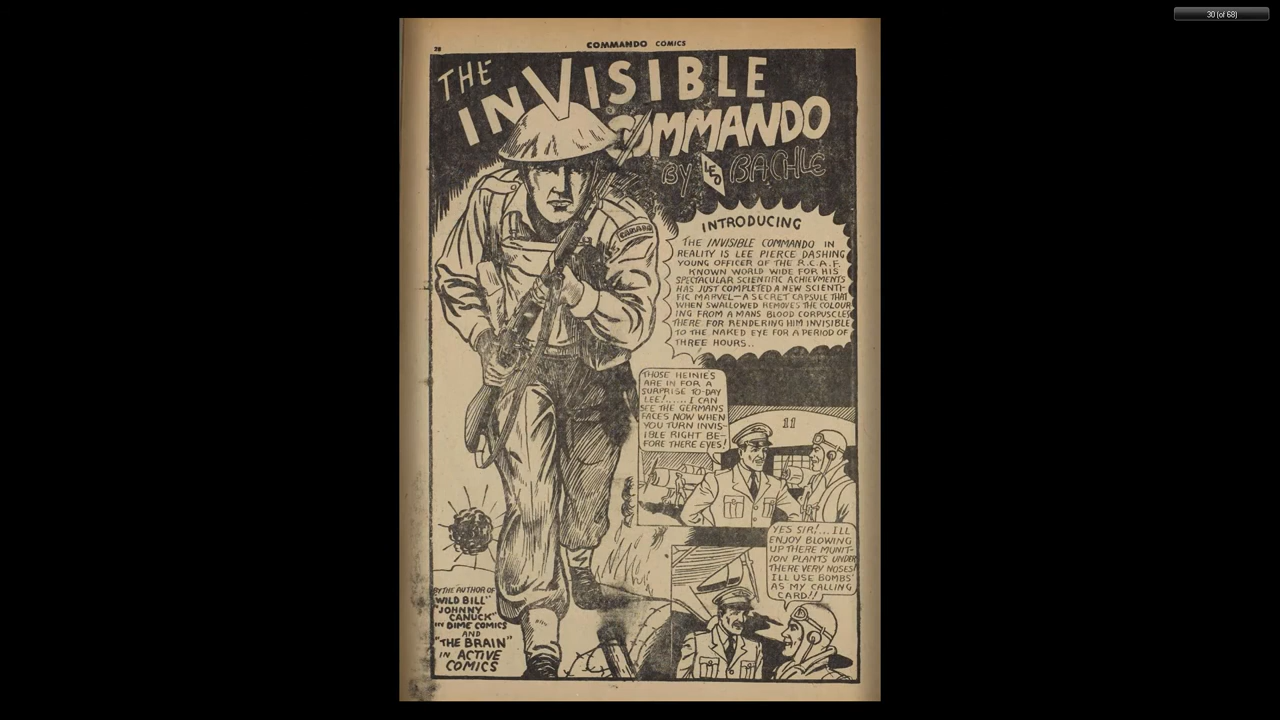 30 (of 68)
28
COMMANDO COMICS
THE
INVISIBLE
COMMANDO
BY LEO BACHLE
INTRODUCING
THE INVISIBLE COMMANDO IN
REALITY IS LEE PIERCE DASHING
YOUNG OFFICER OF THE R.C.A.F.
KNOWN WORLD WIDE FOR HIS
SPECTACULAR SCIENTIFIC ACHIEVMENTS
HAS JUST COMPLETED A NEW SCIENTI-
FIC MARVEL—A SECRET CAPSULE THAT
WHEN SWALLOWED REMOVES THE COLOUR
ING FROM A MANS BLOOD CORPUSCLES
THERE FOR RENDERING HIM INVISIBLE
TO THE NAKED EYE FOR A PERIOD OF
THREE HOURS..
CANADA
THOSE HEINIES
ARE IN FOR A
SURPRISE TO-DAY
LEE!...... I CAN
SEE THE GERMANS
FACES NOW WHEN
YOU TURN INVIS-
IBLE RIGHT BE-
FORE THERE EYES!
11
YES SIR!... ILL
ENJOY BLOWING
UP THERE MUNIT-
ION PLANTS UNDER
THERE VERY NOSES!
ILL USE BOMBS
AS MY CALLING
CARD!!
BY THE AUTHOR OF
WILD BILL"
"JOHNNY
CANUCK"
IN DIME COMICS
AND
"THE BRAIN"
IN ACTIVE
COMICS